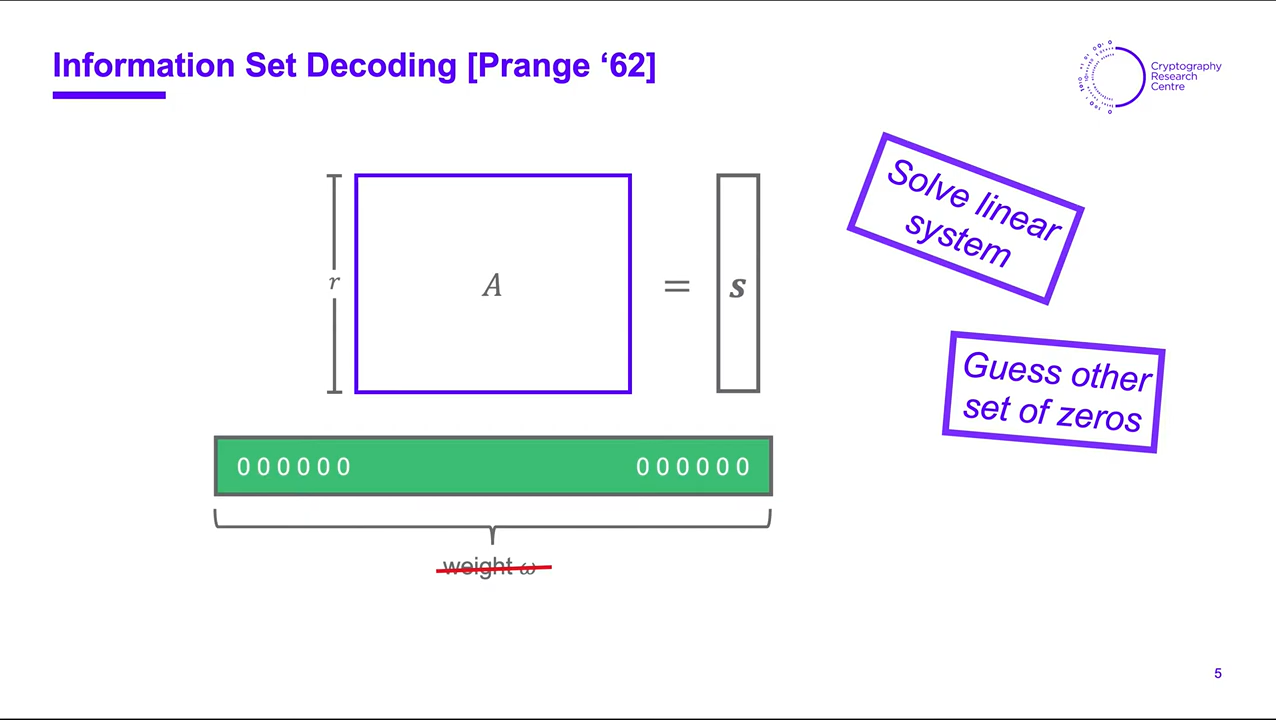 Information Set Decoding [Prange ‘62]
Cryptography
Research
Centre
Solve linear
system
r
A
=
s
Guess other
set of zeros
0 0 0 0 0 0
0 0 0 0 0 0
weight ω
5